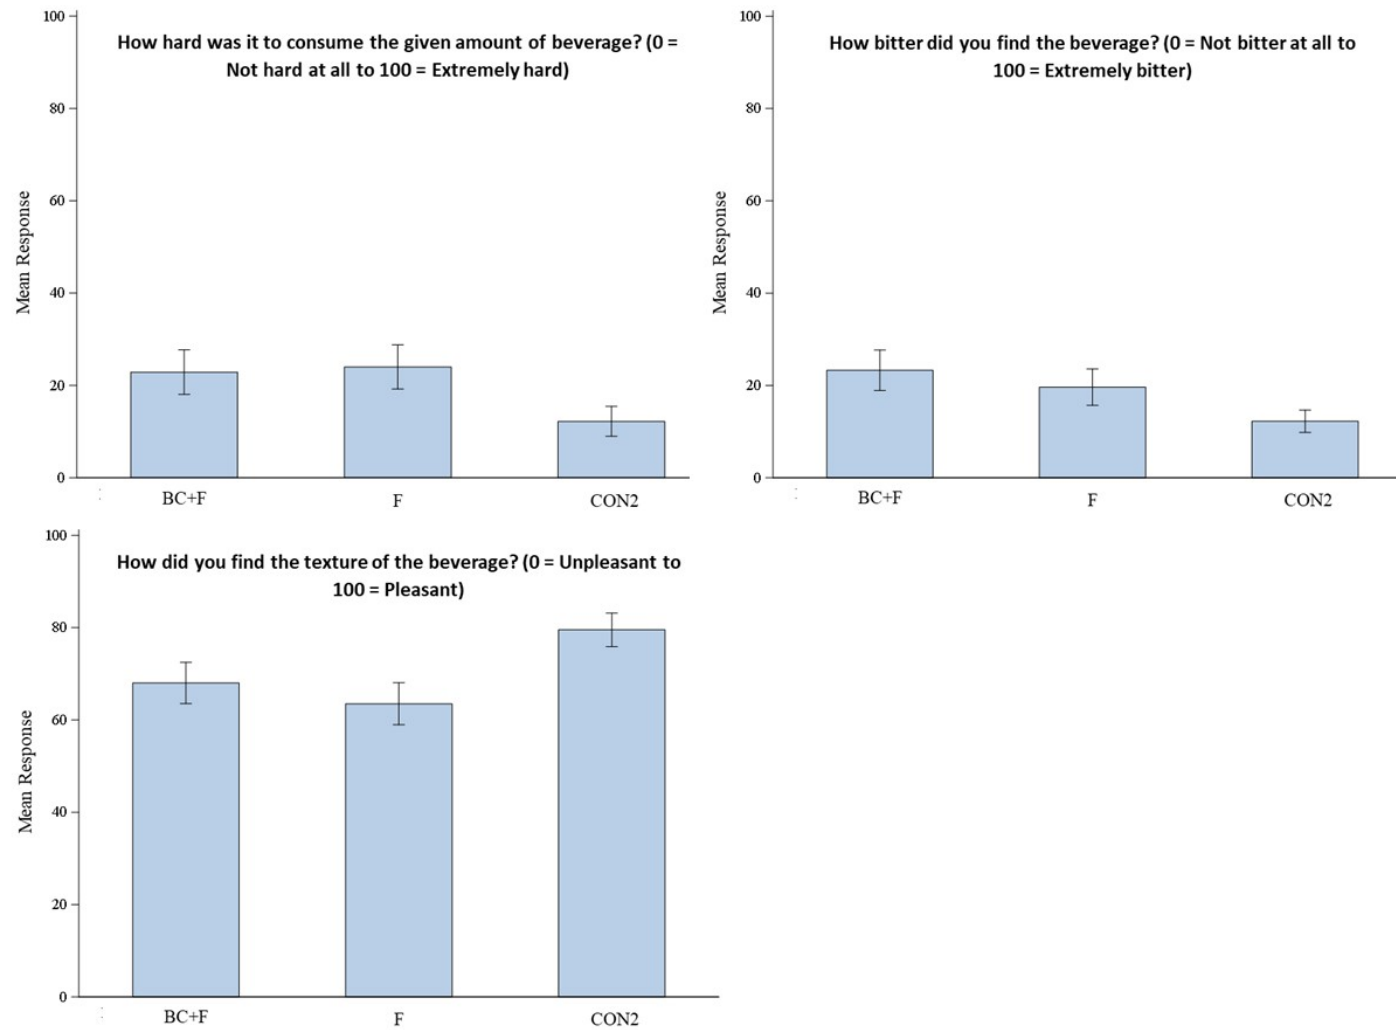 How hard was it to consume the given amount of beverage? (0 =
Not hard at all to 100 = Extremely hard)
Mean Response
100
80
60
40
20
0
BC+F
F
CON2
How bitter did you find the beverage? (0 = Not bitter at all to
100 = Extremely bitter)
Mean Response
100
80
60
40
20
0
BC+F
F
CON2
How did you find the texture of the beverage? (0 = Unpleasant to
100 = Pleasant)
Mean Response
100
80
60
40
20
0
BC+F
F
CON2